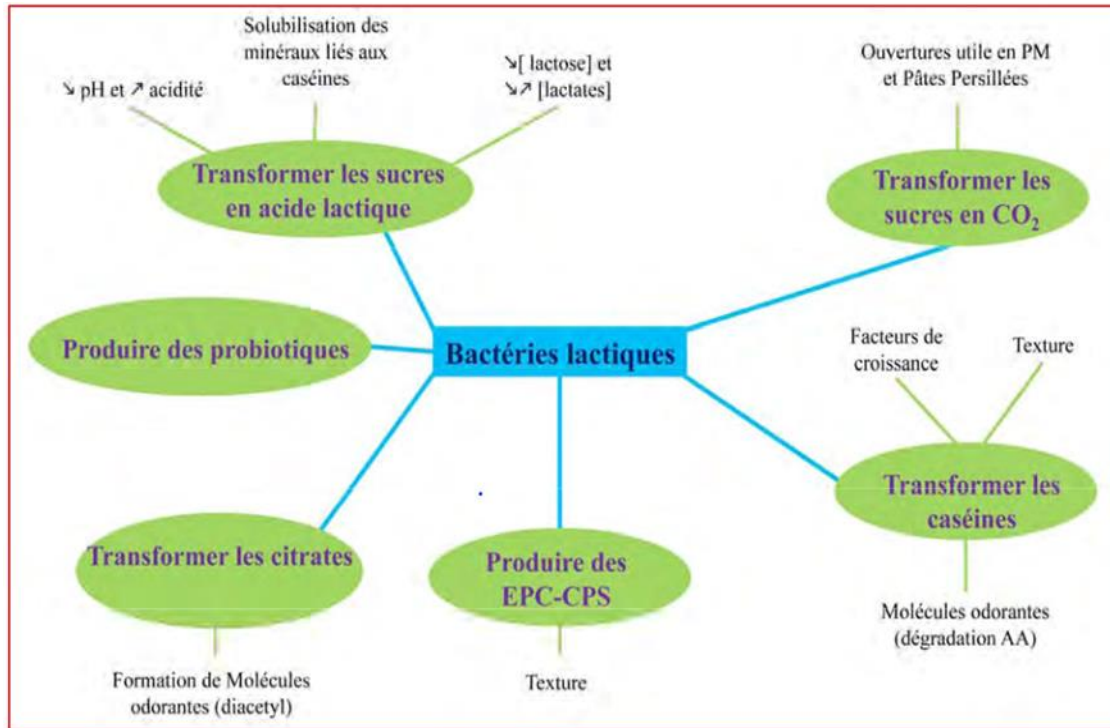 Solubilisation des
minéraux liés aux
caséines
↘ pH et ↗ acidité
↘[ lactose] et
↘↗ [lactates]
Ouvertures utile en PM
et Pâtes Persillées
Transformer les sucres
en acide lactique
Transformer les
sucres en CO₂
Produire des probiotiques
Bactéries lactiques
Facteurs de
croissance
Texture
Transformer les
caséines
Transformer les citrates
Produire des
EPC-CPS
Molécules odorantes
(dégradation AA)
Formation de Molécules
odorantes (diacetyl)
Texture